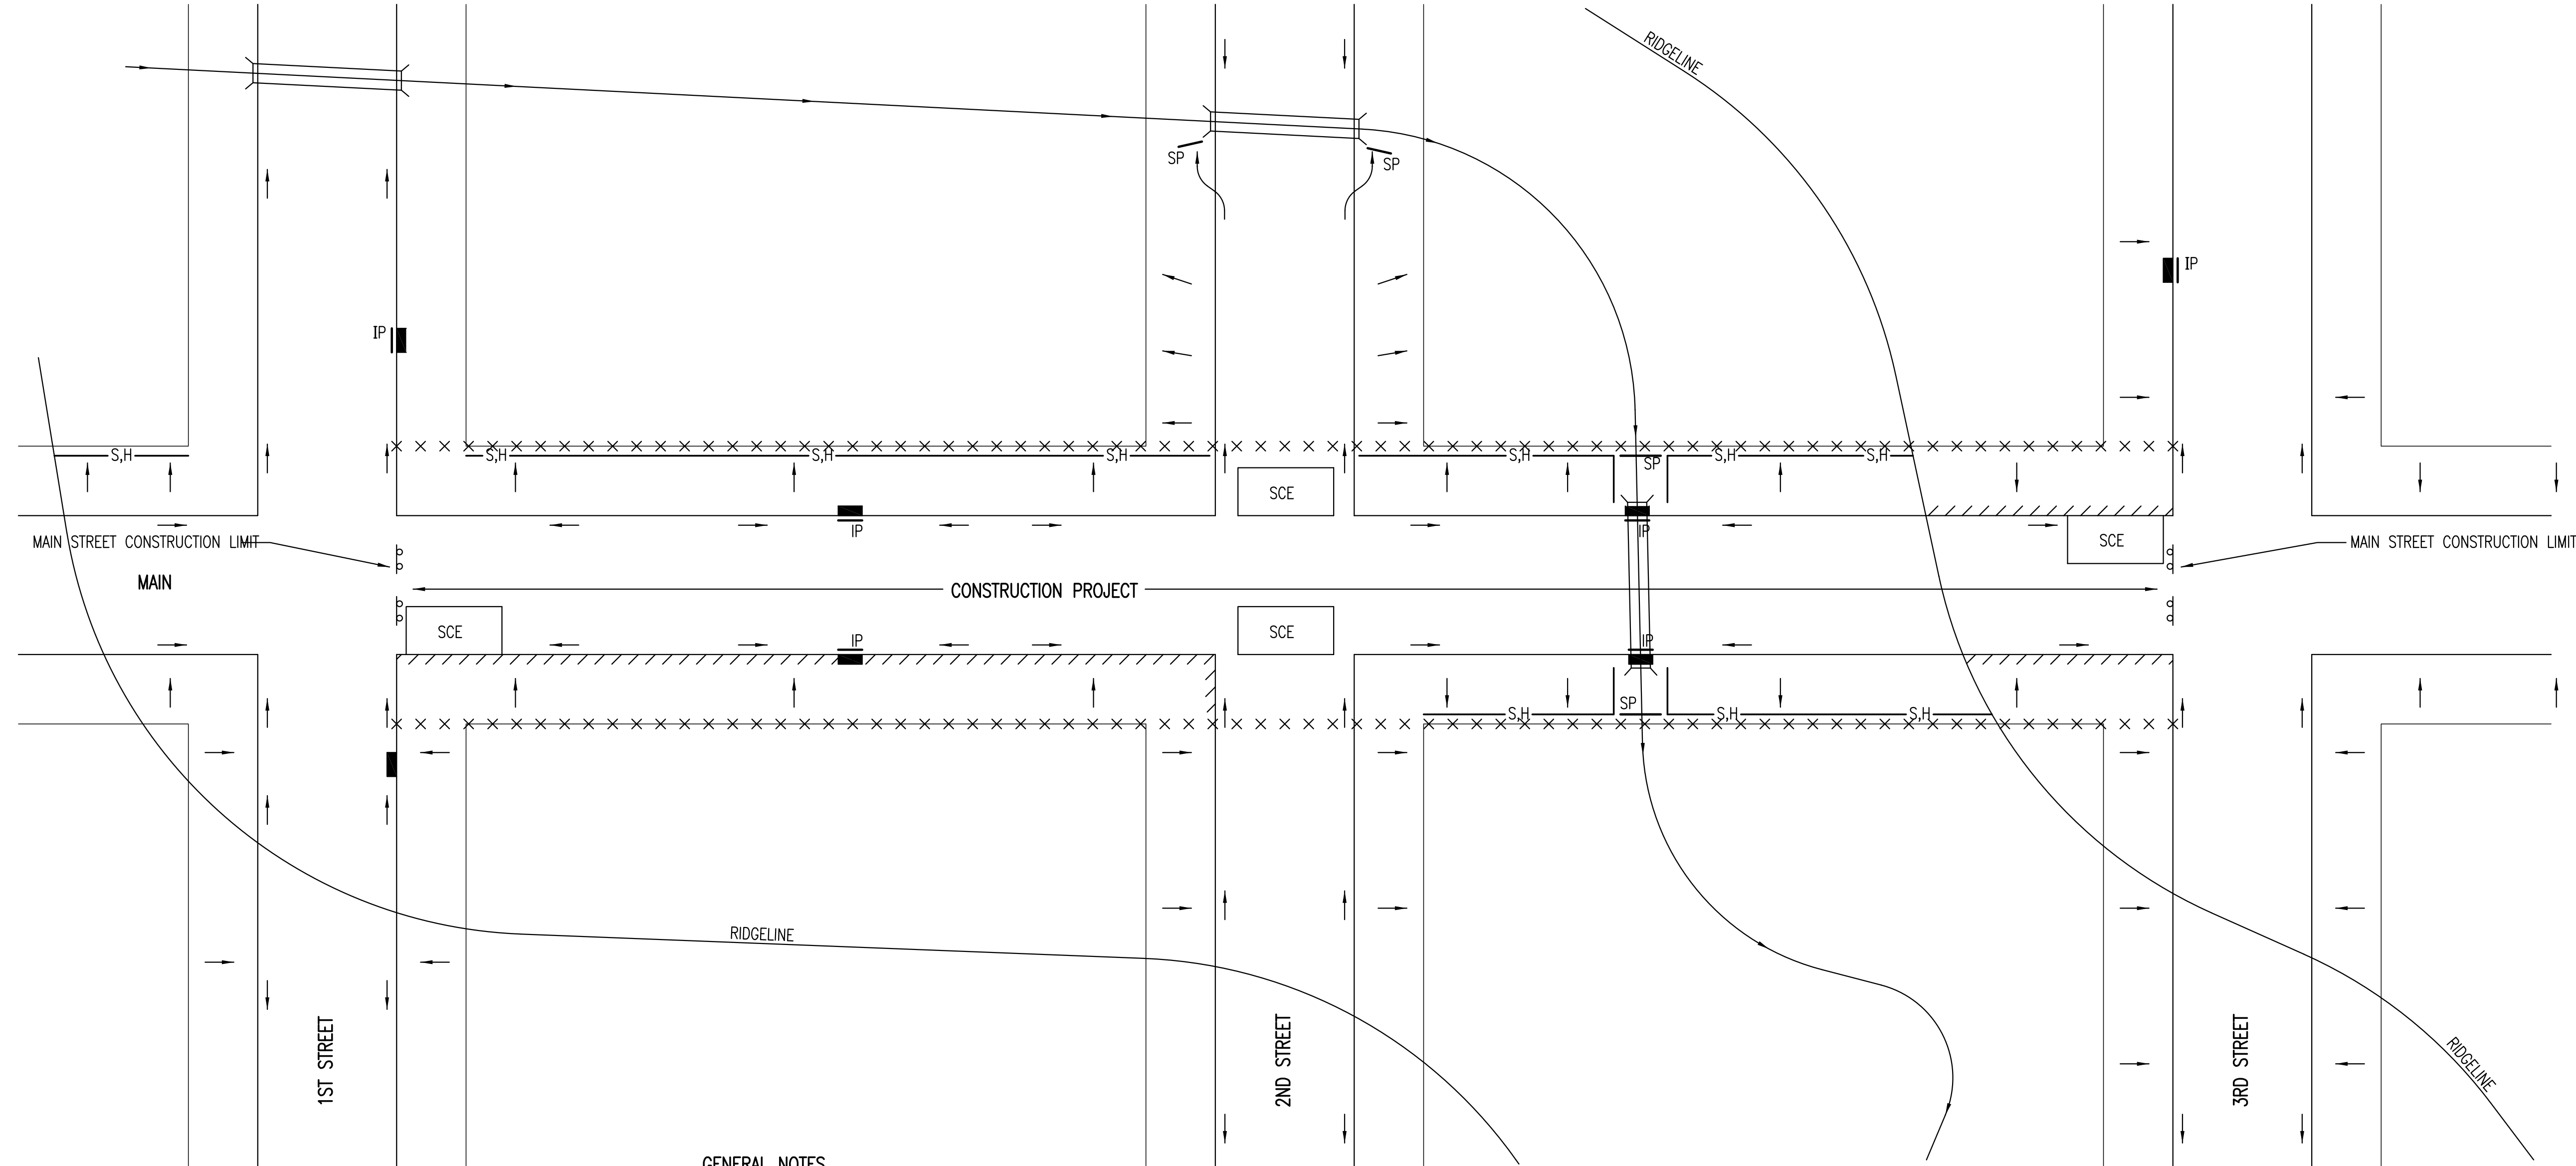 RIDGELINE
SP
SP
IP
IP
S,H
S,H
S,H
S,H
S,H
S,H
S,H
SP
SCE
IP
IP
MAIN STREET CONSTRUCTION LIMIT
SCE
MAIN STREET CONSTRUCTION LIMIT
MAIN
CONSTRUCTION PROJECT
SCE
SCE
IP
IP
SP
S,H
S,H
S,H
RIDGELINE
1ST STREET
2ND STREET
3RD STREET
RIDGELINE
GENERAL NOTES